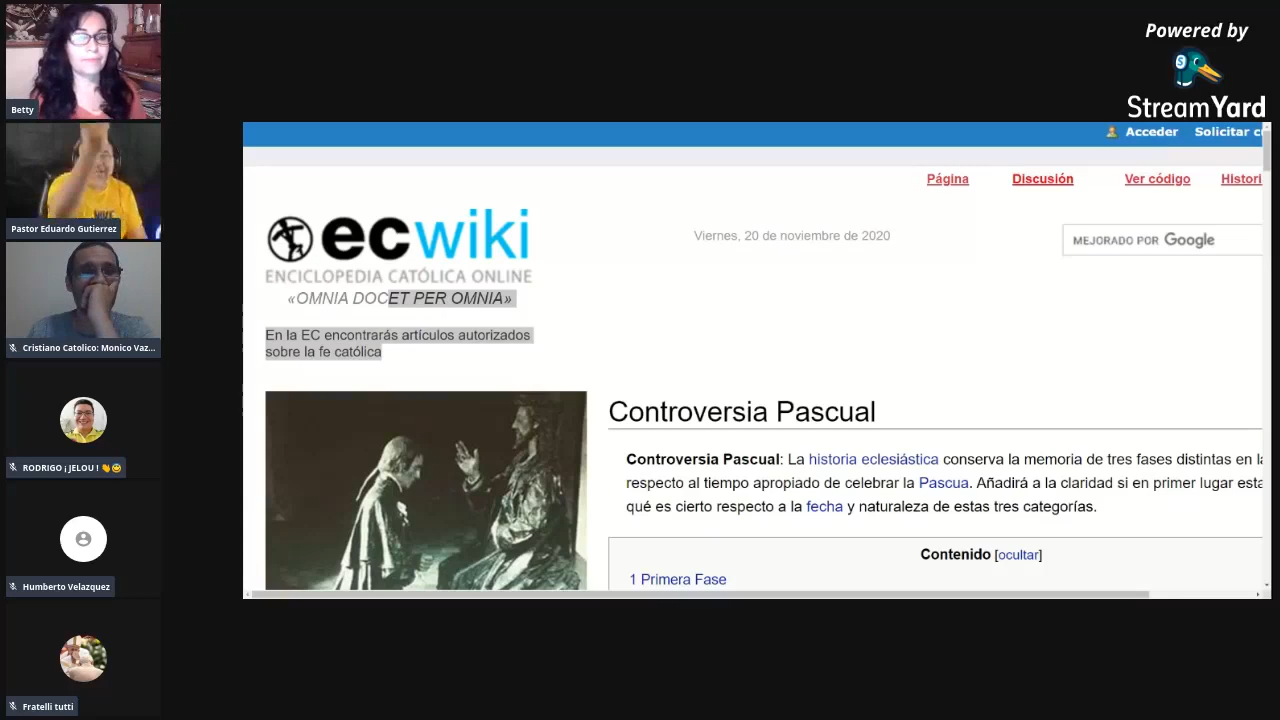 Betty
Pastor Eduardo Gutierrez
Cristiano Catolico: Monico Vaz...
RODRIGO ¡ JELOU ! 👋😊
Humberto Velazquez
Fratelli tutti
Powered by
StreamYard
Acceder Solicitar cu
Página Discusión Ver código Histori
ecwiki
ENCICLOPEDIA CATÓLICA ONLINE
«OMNIA DOCET PER OMNIA»
En la EC encontrarás artículos autorizados
sobre la fe católica
Viernes, 20 de noviembre de 2020
MEJORADO POR Google
Controversia Pascual
Controversia Pascual: La historia eclesiástica conserva la memoria de tres fases distintas en la
respecto al tiempo apropiado de celebrar la Pascua. Añadirá a la claridad si en primer lugar esta
qué es cierto respecto a la fecha y naturaleza de estas tres categorías.
Contenido [ocultar]
1 Primera Fase